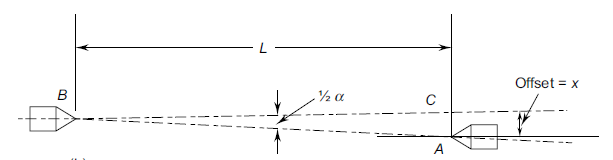 L
B
½ α
C
Offset = x
A